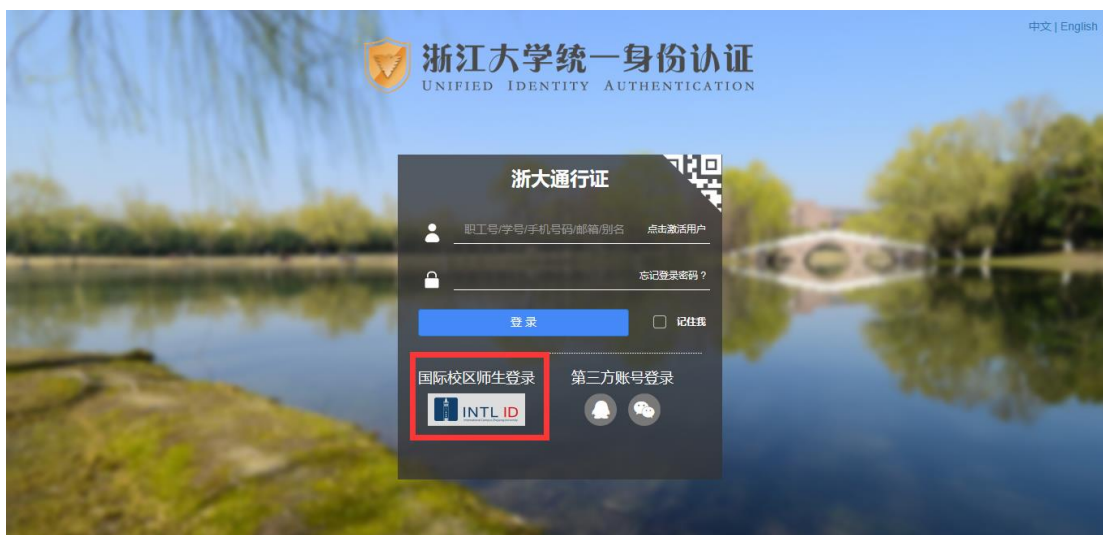 中文 | English
浙江大学统一身份认证
UNIFIED IDENTITY AUTHENTICATION
浙大通行证
职工号/学号/手机号码/邮箱/别名 点击激活用户
忘记登录密码？
登 录 记住我
国际校区师生登录 第三方账号登录
INTL ID